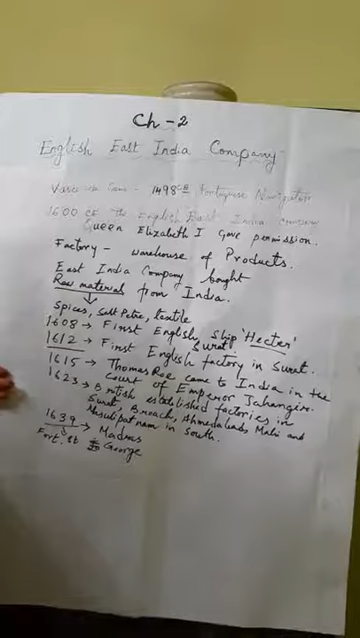 Ch - 2
English East India Company
Vasco da Gama - 1498 CE Portuguese Navigator
1600 CE The English East India Company
Queen Elizabeth I Gave permission.
Factory - warehouse of Products.
East India Company bought
Raw material from India.
Spices, Salt Petre, textile
1608 → First English Ship 'Hector'
Surat
1612 → First English factory in Surat.
1615 → Thomas Roe came to India in the
Court of Emperor Jahangir.
1623 → British established factories in
Surat, Broach, Ahmedabad, and
Masulipatnam in South.
1639 → Madras
Fort. St George